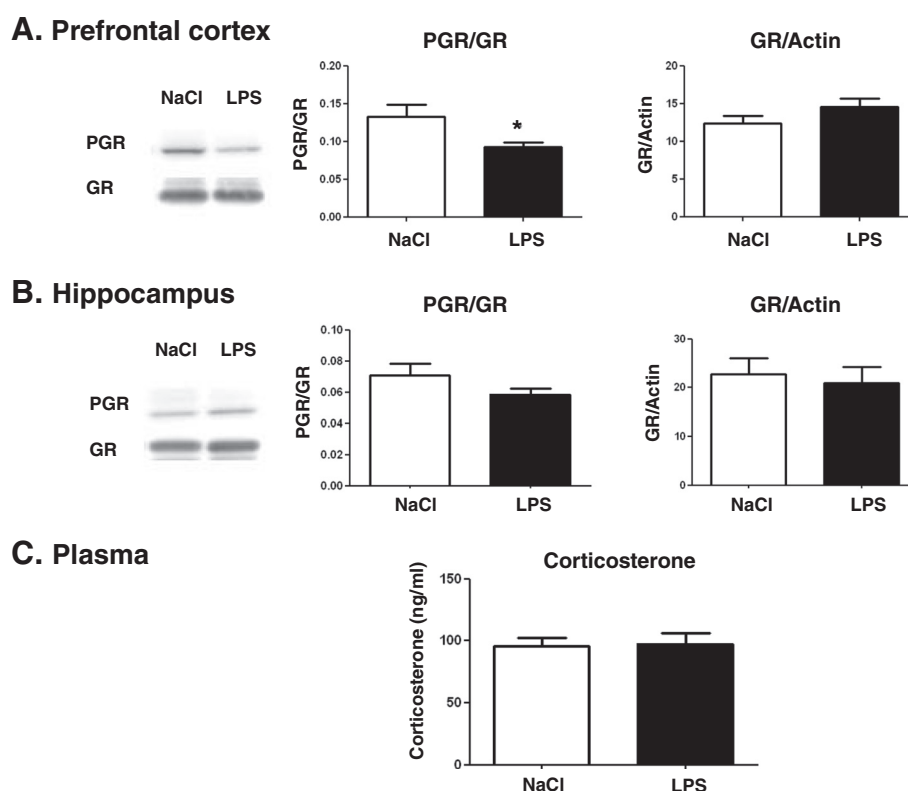 A. Prefrontal cortex
NaCl LPS
PGR
GR
PGR/GR
PGR/GR
0.20
0.15
0.10
0.05
0.00
*
NaCl LPS
GR/Actin
GR/Actin
20
15
10
5
0
NaCl LPS
B. Hippocampus
NaCl LPS
PGR
GR
PGR/GR
PGR/GR
0.10
0.08
0.06
0.04
0.02
0.00
NaCl LPS
GR/Actin
GR/Actin
30
20
10
0
NaCl LPS
C. Plasma
Corticosterone
Corticosterone (ng/ml)
150
100
50
0
NaCl LPS